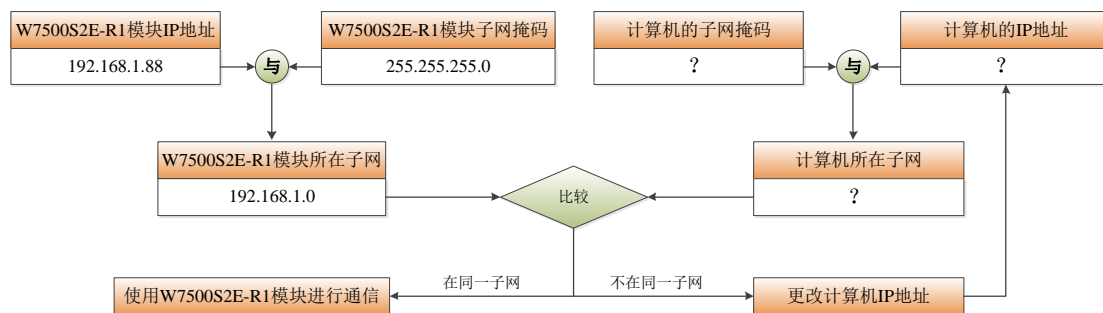 W7500S2E-R1模块IP地址
192.168.1.88
与
W7500S2E-R1模块子网掩码
255.255.255.0
计算机的子网掩码
？
与
计算机的IP地址
？
W7500S2E-R1模块所在子网
192.168.1.0
比较
计算机所在子网
？
在同一子网
不在同一子网
使用W7500S2E-R1模块进行通信
更改计算机IP地址